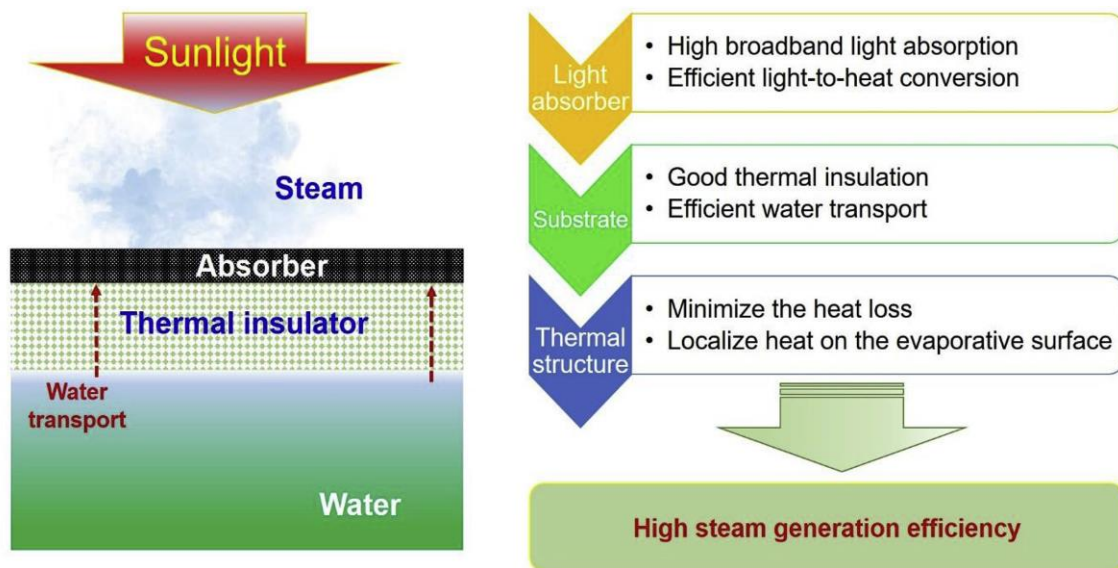 Sunlight
Steam
Absorber
Thermal insulator
Water
transport
Water
Light
absorber
• High broadband light absorption
• Efficient light-to-heat conversion
Substrate
• Good thermal insulation
• Efficient water transport
Thermal
structure
• Minimize the heat loss
• Localize heat on the evaporative surface
High steam generation efficiency